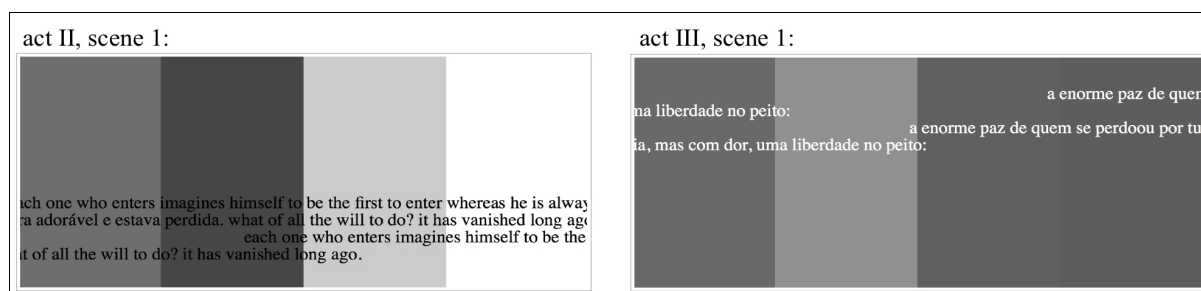 act II, scene 1:
ach one who enters imagines himself to be the first to enter whereas he is alway
ra adorável e estava perdida. what of all the will to do? it has vanished long ago
each one who enters imagines himself to be the
at of all the will to do? it has vanished long ago.
act III, scene 1:
a enorme paz de quem
ma liberdade no peito:
a enorme paz de quem se perdoou por tu
ia, mas com dor, uma liberdade no peito: